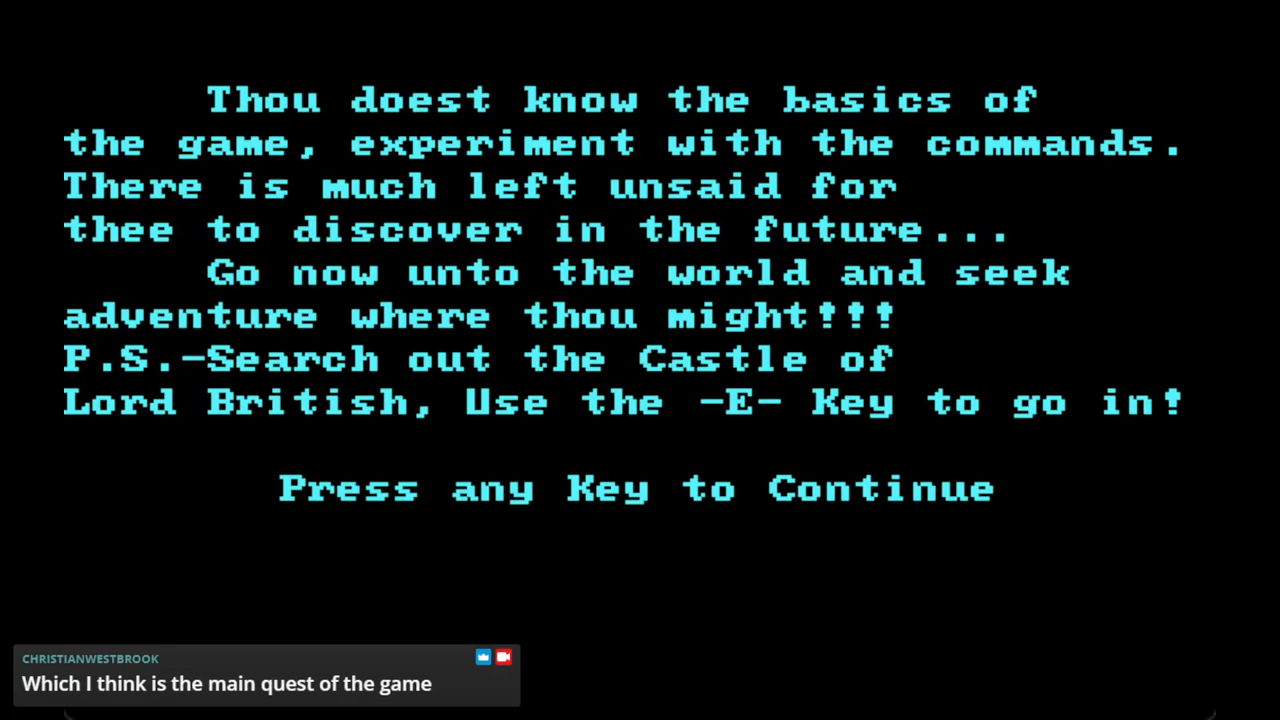 Thou doest know the basics of
the game, experiment with the commands.
There is much left unsaid for
thee to discover in the future...
Go now unto the world and seek
adventure where thou might!!!
P.S.-Search out the Castle of
Lord British, Use the -E- Key to go in!
Press any Key to Continue
CHRISTIANWESTBROOK
Which I think is the main quest of the game